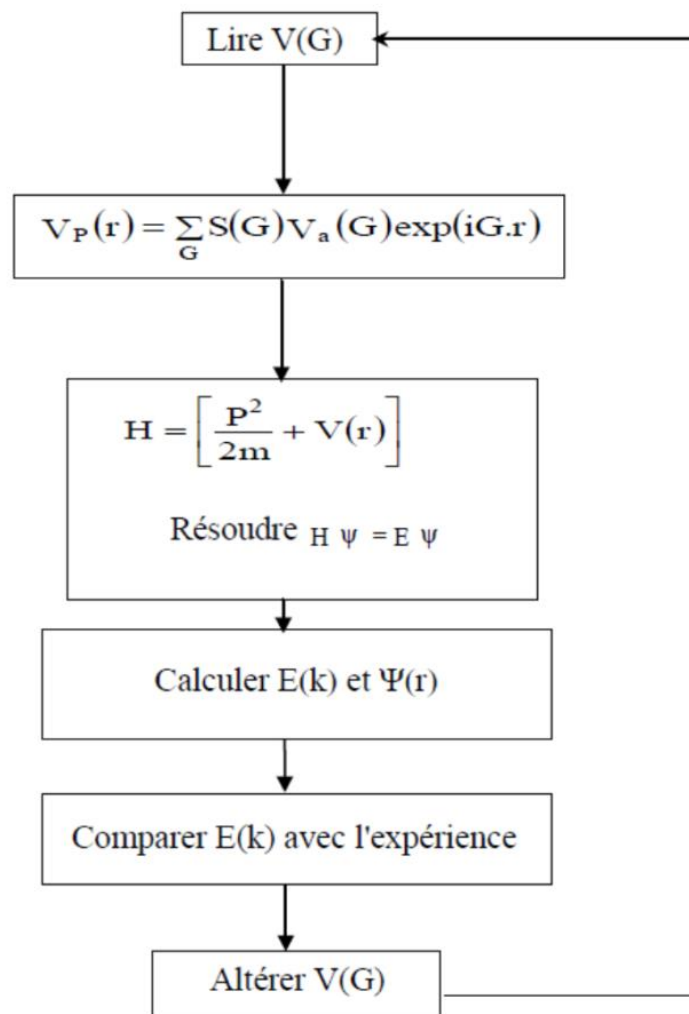 Lire V(G)
V_P(r) = ∑_G S(G)V_a(G)exp(iG.r)
H = [P²/2m + V(r)]
Résoudre H ψ = E ψ
Calculer E(k) et Ψ(r)
Comparer E(k) avec l'expérience
Altérer V(G)